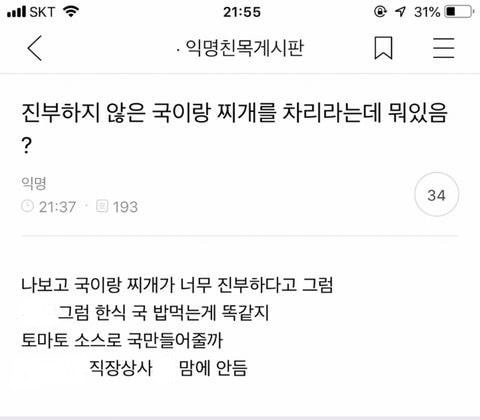 SKT 21:55 31%
· 익명친목게시판
진부하지 않은 국이랑 찌개를 차리라는데 뭐있음
?
익명
21:37 · 193
34
나보고 국이랑 찌개가 너무 진부하다고 그럼
그럼 한식 국 밥먹는게 똑같지
토마토 소스로 국만들어줄까
직장상사 맘에 안듬